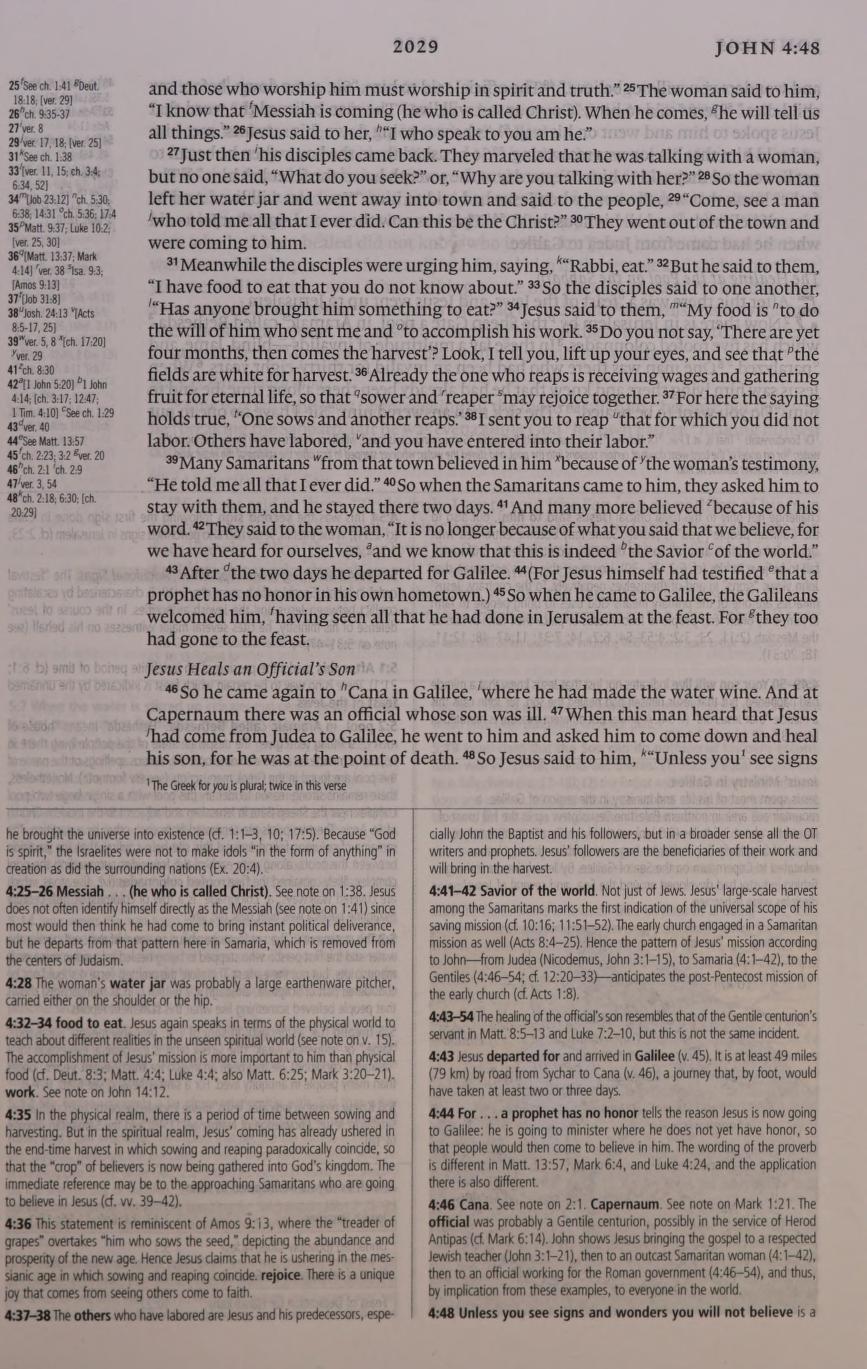 2029
JOHN 4:48
25 f See ch. 1:41 g Deut.
18:18; [ver. 29]
26 h ch. 9:35-37
27 i ver. 8
29 j ver. 17, 18; [ver. 25]
31 k See ch. 1:38
33 l [ver. 11, 15; ch. 3:4;
6:34, 52]
34 m [Job 23:12] n ch. 5:30;
6:38; 14:31 o ch. 5:36; 17:4
35 p Matt. 9:37; Luke 10:2;
[ver. 25, 30]
36 q [Matt. 13:37; Mark
4:14] r ver. 38 s Isa. 9:3;
[Amos 9:13]
37 t [Job 31:8]
38 u Josh. 24:13 v [Acts
8:5-17, 25]
39 w ver. 5, 8 x [ch. 17:20]
y ver. 29
41 z ch. 8:30
42 a [1 John 5:20] b 1 John
4:14; [ch. 3:17; 12:47;
1 Tim. 4:10] c See ch. 1:29
43 d ver. 40
44 e See Matt. 13:57
45 f ch. 2:23; 3:2 g ver. 20
46 h ch. 2:1 i ch. 2:9
47 j ver. 3, 54
48 k ch. 2:18; 6:30; [ch.
20:29]
and those who worship him must worship in spirit and truth.” 25 The woman said to him,
“I know that f Messiah is coming (he who is called Christ). When he comes, g he will tell us
all things.” 26 Jesus said to her, h “I who speak to you am he.”
27 Just then i his disciples came back. They marveled that he was talking with a woman,
but no one said, “What do you seek?” or, “Why are you talking with her?” 28 So the woman
left her water jar and went away into town and said to the people, 29 “Come, see a man
j who told me all that I ever did. Can this be the Christ?” 30 They went out of the town and
were coming to him.
31 Meanwhile the disciples were urging him, saying, k “Rabbi, eat.” 32 But he said to them,
“I have food to eat that you do not know about.” 33 So the disciples said to one another,
l “Has anyone brought him something to eat?” 34 Jesus said to them, m “My food is n to do
the will of him who sent me and o to accomplish his work. 35 Do you not say, ‘There are yet
four months, then comes the harvest’? Look, I tell you, lift up your eyes, and see that p the
fields are white for harvest. 36 Already the one who reaps is receiving wages and gathering
fruit for eternal life, so that q sower and r reaper s may rejoice together. 37 For here the saying
holds true, t ‘One sows and another reaps.’ 38 I sent you to reap u that for which you did not
labor. Others have labored, v and you have entered into their labor.”
39 Many Samaritans w from that town believed in him x because of y the woman’s testimony,
“He told me all that I ever did.” 40 So when the Samaritans came to him, they asked him to
stay with them, and he stayed there two days. 41 And many more believed z because of his
word. 42 They said to the woman, “It is no longer because of what you said that we believe, for
we have heard for ourselves, a and we know that this is indeed b the Savior c of the world.”
43 After d the two days he departed for Galilee. 44 (For Jesus himself had testified e that a
prophet has no honor in his own hometown.) 45 So when he came to Galilee, the Galileans
welcomed him, f having seen all that he had done in Jerusalem at the feast. For g they too
had gone to the feast.
Jesus Heals an Official’s Son
46 So he came again to h Cana in Galilee, i where he had made the water wine. And at
Capernaum there was an official whose son was ill. 47 When this man heard that Jesus
j had come from Judea to Galilee, he went to him and asked him to come down and heal
his son, for he was at the point of death. 48 So Jesus said to him, k “Unless you 1 see signs
1 The Greek for you is plural; twice in this verse
he brought the universe into existence (cf. 1:1–3, 10; 17:5). Because “God
is spirit,” the Israelites were not to make idols “in the form of anything” in
creation as did the surrounding nations (Ex. 20:4).
4:25–26 Messiah . . . (he who is called Christ). See note on 1:38. Jesus
does not often identify himself directly as the Messiah (see note on 1:41) since
most would then think he had come to bring instant political deliverance,
but he departs from that pattern here in Samaria, which is removed from
the centers of Judaism.
4:28 The woman’s water jar was probably a large earthenware pitcher,
carried either on the shoulder or the hip.
4:32–34 food to eat. Jesus again speaks in terms of the physical world to
teach about different realities in the unseen spiritual world (see note on v. 15).
The accomplishment of Jesus’ mission is more important to him than physical
food (cf. Deut. 8:3; Matt. 4:4; Luke 4:4; also Matt. 6:25; Mark 3:20–21).
work. See note on John 14:12.
4:35 In the physical realm, there is a period of time between sowing and
harvesting. But in the spiritual realm, Jesus’ coming has already ushered in
the end-time harvest in which sowing and reaping paradoxically coincide, so
that the “crop” of believers is now being gathered into God’s kingdom. The
immediate reference may be to the approaching Samaritans who are going
to believe in Jesus (cf. vv. 39–42).
4:36 This statement is reminiscent of Amos 9:13, where the “treader of
grapes” overtakes “him who sows the seed,” depicting the abundance and
prosperity of the new age. Hence Jesus claims that he is ushering in the mes-
sianic age in which sowing and reaping coincide. rejoice. There is a unique
joy that comes from seeing others come to faith.
4:37–38 The others who have labored are Jesus and his predecessors, espe-
cially John the Baptist and his followers, but in a broader sense all the OT
writers and prophets. Jesus’ followers are the beneficiaries of their work and
will bring in the harvest.
4:41–42 Savior of the world. Not just of Jews. Jesus’ large-scale harvest
among the Samaritans marks the first indication of the universal scope of his
saving mission (cf. 10:16; 11:51–52). The early church engaged in a Samaritan
mission as well (Acts 8:4–25). Hence the pattern of Jesus’ mission according
to John—from Judea (Nicodemus, John 3:1–15), to Samaria (4:1–42), to the
Gentiles (4:46–54; cf. 12:20–33)—anticipates the post-Pentecost mission of
the early church (cf. Acts 1:8).
4:43–54 The healing of the official’s son resembles that of the Gentile centurion’s
servant in Matt. 8:5–13 and Luke 7:2–10, but this is not the same incident.
4:43 Jesus departed for and arrived in Galilee (v. 45). It is at least 49 miles
(79 km) by road from Sychar to Cana (v. 46), a journey that, by foot, would
have taken at least two or three days.
4:44 For . . . a prophet has no honor tells the reason Jesus is now going
to Galilee: he is going to minister where he does not yet have honor, so
that people would then come to believe in him. The wording of the proverb
is different in Matt. 13:57, Mark 6:4, and Luke 4:24, and the application
there is also different.
4:46 Cana. See note on 2:1. Capernaum. See note on Mark 1:21. The
official was probably a Gentile centurion, possibly in the service of Herod
Antipas (cf. Mark 6:14). John shows Jesus bringing the gospel to a respected
Jewish teacher (John 3:1–21), then to an outcast Samaritan woman (4:1–42),
then to an official working for the Roman government (4:46–54), and thus,
by implication from these examples, to everyone in the world.
4:48 Unless you see signs and wonders you will not believe is a